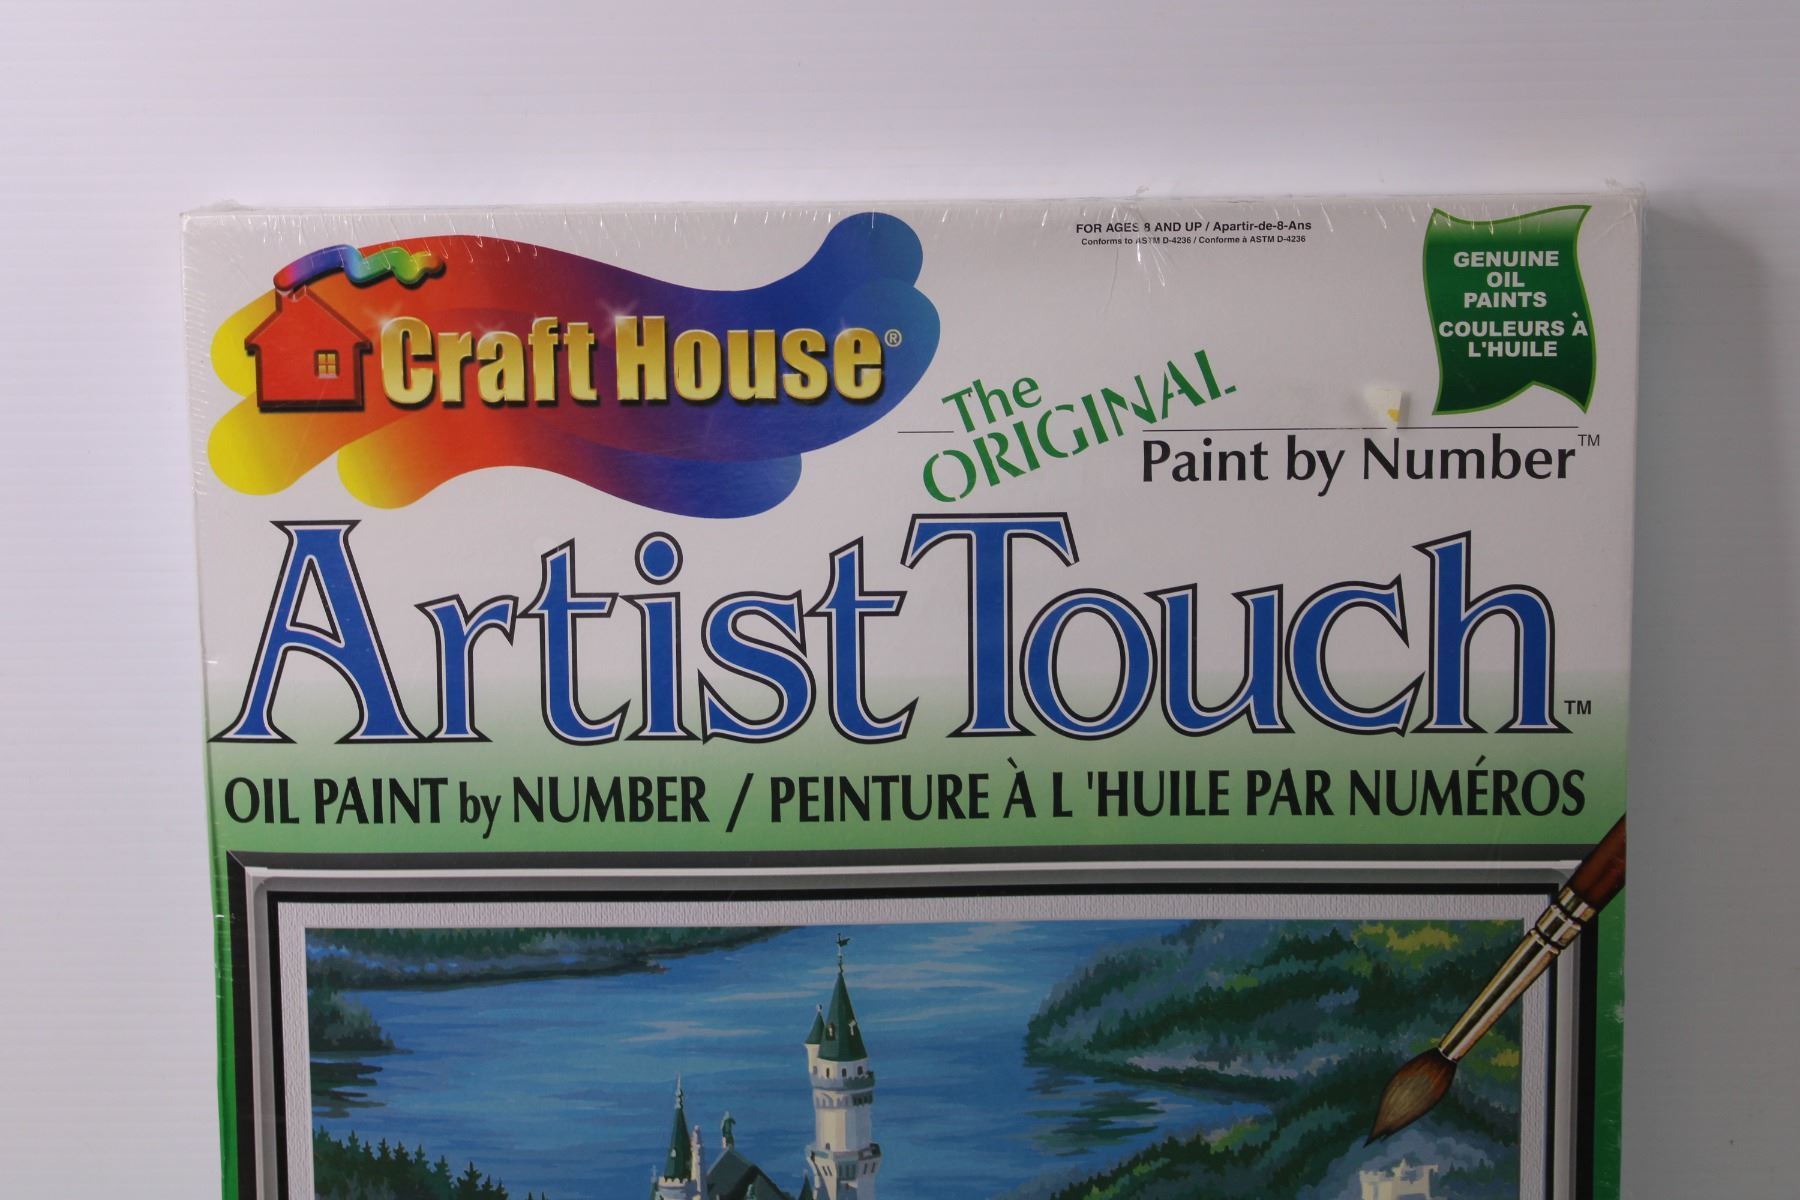 FOR AGES 8 AND UP / Apartir-de-8-Ans
Conforms to ASTM D-4236 / Conforme à ASTM D-4236
GENUINE
OIL
PAINTS
COULEURS À
L'HUILE
Craft House®
The
ORIGINAL
Paint by Number™
Artist Touch™
OIL PAINT by NUMBER / PEINTURE À L 'HUILE PAR NUMÉROS